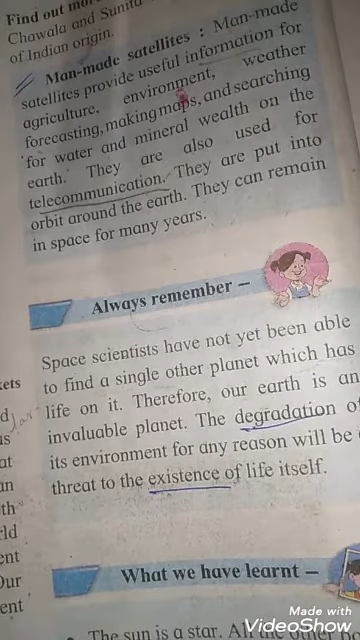 Find out more
Chawala and Sunita
of Indian origin.
Man-made satellites : Man-made
satellites provide useful information for
agriculture, environment, weather
forecasting, making maps, and searching
for water and mineral wealth on the
earth. They are also used for
telecommunication. They are put into
orbit around the earth. They can remain
in space for many years.
Always remember –
Space scientists have not yet been able
to find a single other planet which has
life on it. Therefore, our earth is an
invaluable planet. The degradation of
its environment for any reason will be
threat to the existence of life itself.
What we have learnt –
• The sun is a star. All the other
Made with
VideoShow